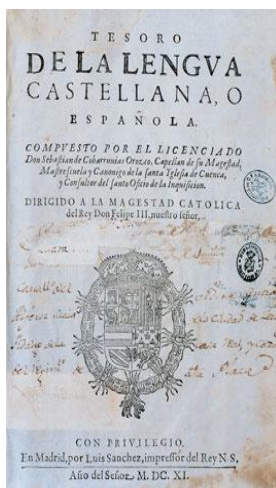 TESORO
DE LA LENGVA
CASTELLANA, O
ESPAÑOLA.
COMPVESTO POR EL LICENCIADO
Don Sebastian de Cobarruuias Orozco, Capellan de su Magestad,
Mastrescuela y Canonigo de la santa Iglesia de Cuenca,
y Consultor del santo Oficio de la Inquisicion.
DIRIGIDO A LA MAGESTAD CATOLICA
del Rey Don Felipe III. nuestro señor.
CON PRIVILEGIO.
En Madrid, por Luis Sanchez, impressor del Rey N.S.
Año del Señor M. DC. XI.